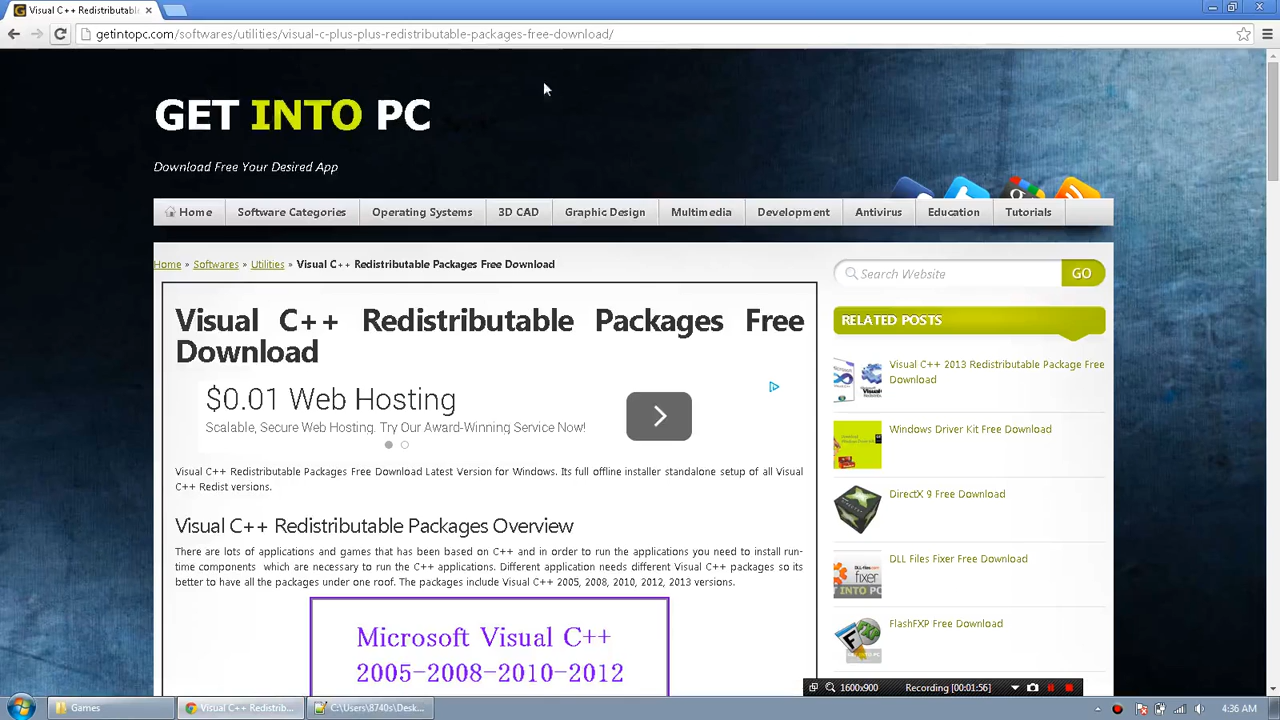 Visual C++ Redistributable
getintopc.com/softwares/utilities/visual-c-plus-plus-redistributable-packages-free-download/
GET INTO PC
Download Free Your Desired App
Home Software Categories Operating Systems 3D CAD Graphic Design Multimedia Development Antivirus Education Tutorials
Home » Softwares » Utilities » Visual C++ Redistributable Packages Free Download
Search Website GO
Visual C++ Redistributable Packages Free
Download
$0.01 Web Hosting
Scalable, Secure Web Hosting. Try Our Award-Winning Service Now!
Visual C++ Redistributable Packages Free Download Latest Version for Windows. Its full offline installer standalone setup of all Visual
C++ Redist versions.
Visual C++ Redistributable Packages Overview
There are lots of applications and games that has been based on C++ and in order to run the applications you need to install run-
time components which are necessary to run the C++ applications. Different application needs different Visual C++ packages so its
better to have all the packages under one roof. The packages include Visual C++ 2005, 2008, 2010, 2012, 2013 versions.
Microsoft Visual C++
2005-2008-2010-2012
RELATED POSTS
Visual C++ 2013 Redistributable Package Free
Download
Windows Driver Kit Free Download
DirectX 9 Free Download
DLL Files Fixer Free Download
FlashFXP Free Download
1600x900 Recording [00:01:56]
Games Visual C++ Redistrib... C:\Users\8740s\Desk... 4:36 AM